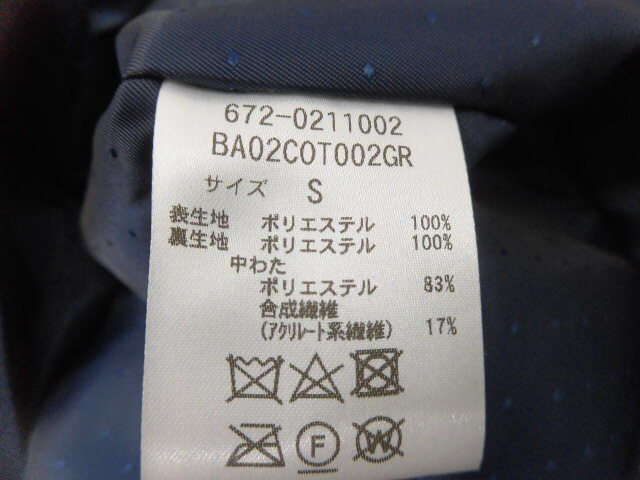 672-0211002
BA02COT002GR
サイズ S
表生地 ポリエステル 100%
裏生地 ポリエステル 100%
中わた
ポリエステル 83%
合成繊維
(アクリレート系繊維) 17%
F
W